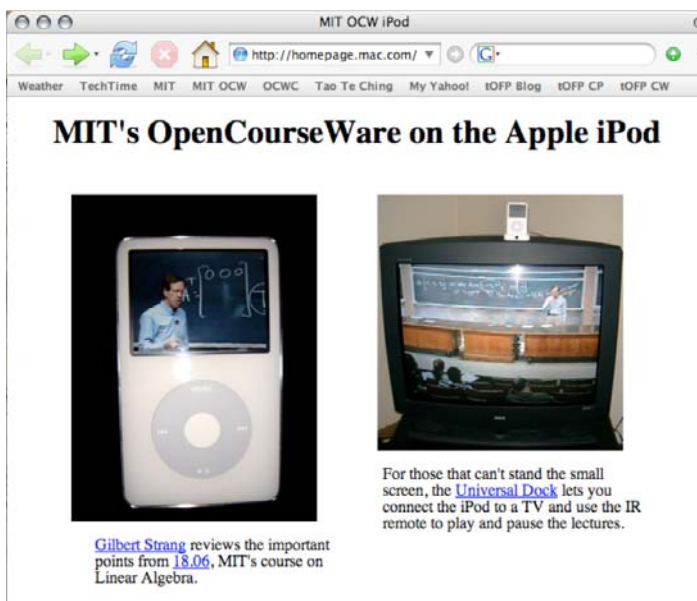 MIT OCW iPod
http://homepage.mac.com/
G
Weather TechTime MIT MIT OCW OCWC Tao Te Ching My Yahoo! tOFP Blog tOFP CP tOFP CW
MIT's OpenCourseWare on the Apple iPod
Gilbert Strang reviews the important
points from 18.06, MIT's course on
Linear Algebra.
For those that can't stand the small
screen, the Universal Dock lets you
connect the iPod to a TV and use the IR
remote to play and pause the lectures.